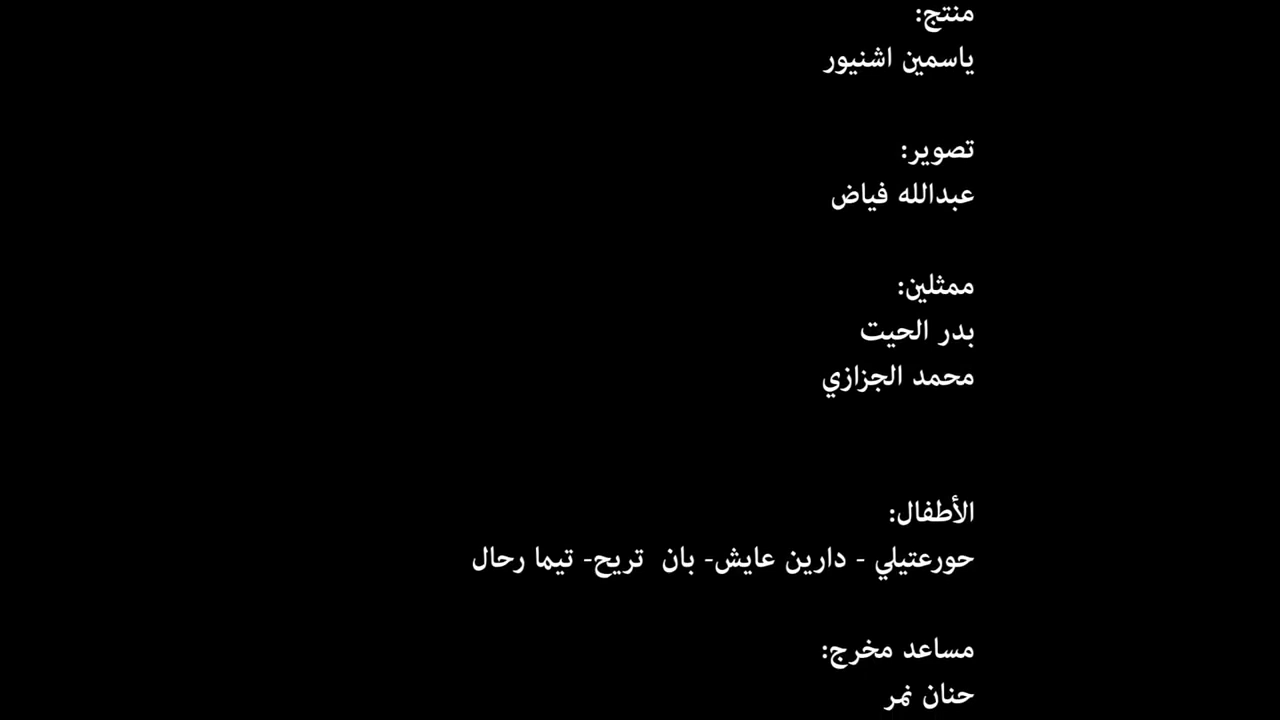 منتج:
ياسمين اشنيور
تصوير:
عبدالله فياض
ممثلين:
بدر الحيت
محمد الجزازي
الأطفال:
حورعتيلي - دارين عايش- بان  تريح- تيما رحال
مساعد مخرج:
حنان نمر